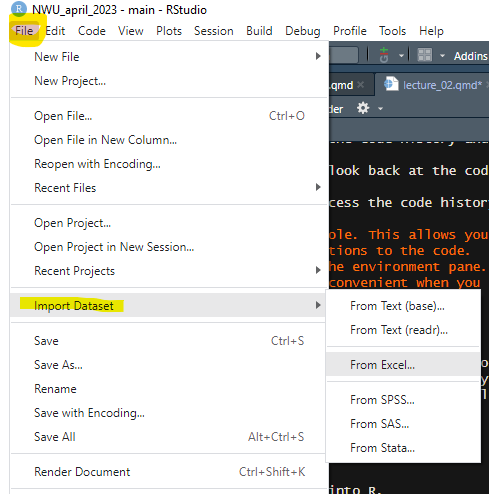 R NWU_april_2023 - main - RStudio
File Edit Code View Plots Session Build Debug Profile Tools Help
Addins
New File
New Project...
.qmd × lecture_02.qmd* ×
Open File... Ctrl+O
der
Open File in New Column...
Reopen with Encoding...
look back at the cod
Recent Files
cess the code histor
Open Project...
ole. This allows you
Open Project in New Session...
tions to the code.
Recent Projects
he environment pane.
convenient when you
Import Dataset
From Text (base)...
From Text (readr)...
Save Ctrl+S
Save As...
From Excel...
Rename
From SPSS...
Save with Encoding...
From SAS...
Save All Alt+Ctrl+S
From Stata...
Render Document Ctrl+Shift+K
into R.